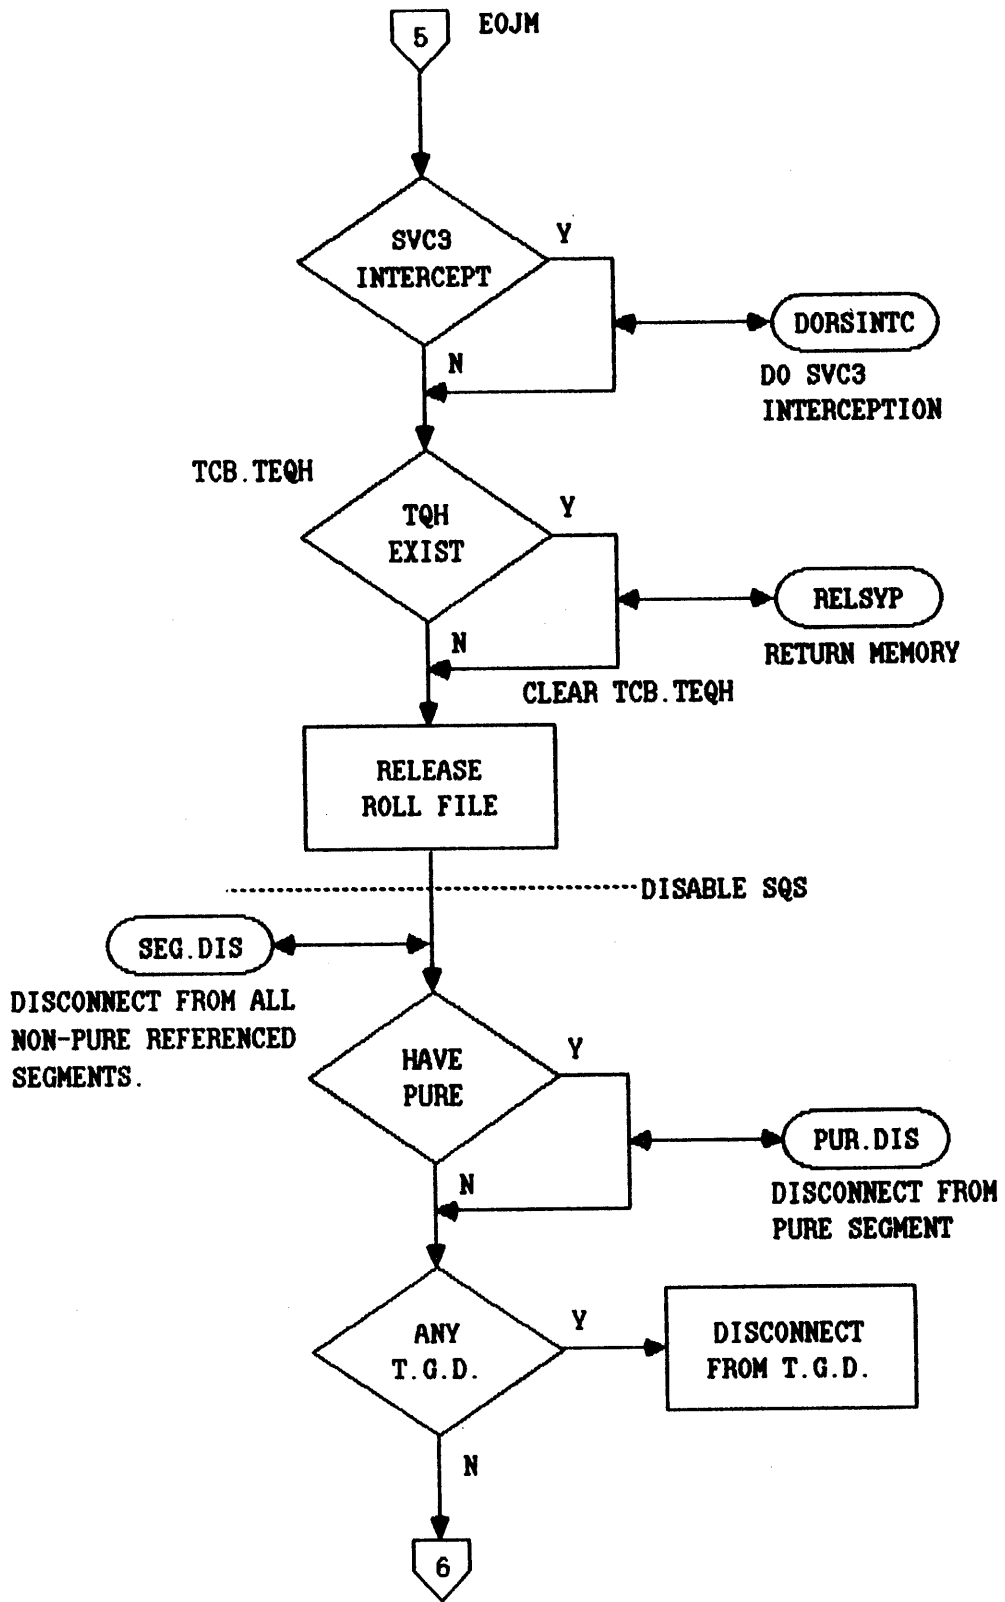 5
EOJM
SVC3
INTERCEPT
Y
DORSINTC
N
DO SVC3
INTERCEPTION
TCB.TEQH
TQH
EXIST
Y
RELSYP
N
RETURN MEMORY
CLEAR TCB.TEQH
RELEASE
ROLL FILE
DISABLE SQS
SEG.DIS
DISCONNECT FROM ALL
NON-PURE REFERENCED
SEGMENTS.
HAVE
PURE
Y
PUR.DIS
N
DISCONNECT FROM
PURE SEGMENT
ANY
T.G.D.
Y
DISCONNECT
FROM T.G.D.
N
6